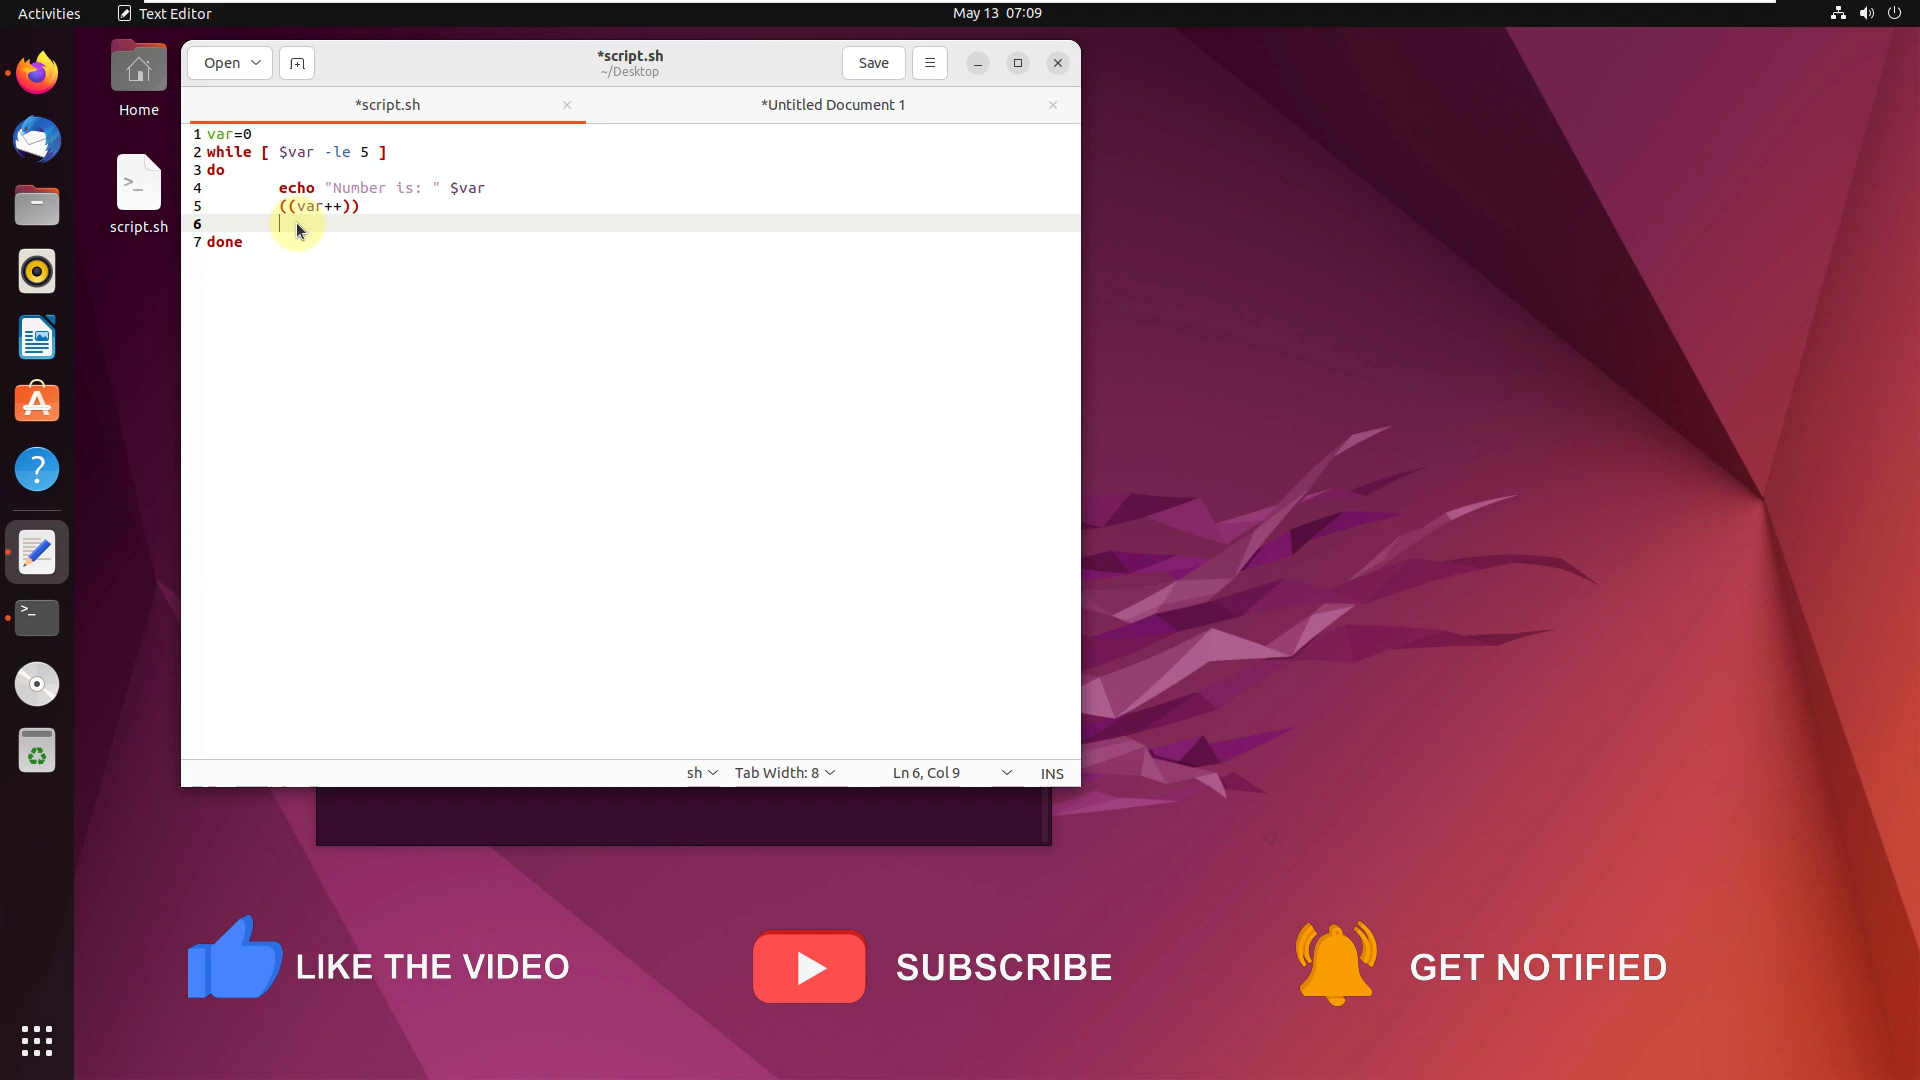 Activities
Text Editor
May 13 07:09
Home
script.sh
Open
*script.sh
~/Desktop
Save
*script.sh
*Untitled Document 1
1 var=0
2 while [ $var -le 5 ]
3 do
4 echo "Number is: " $var
5 ((var++))
6
7 done
sh
Tab Width: 8
Ln 6, Col 9
INS
LIKE THE VIDEO
SUBSCRIBE
GET NOTIFIED